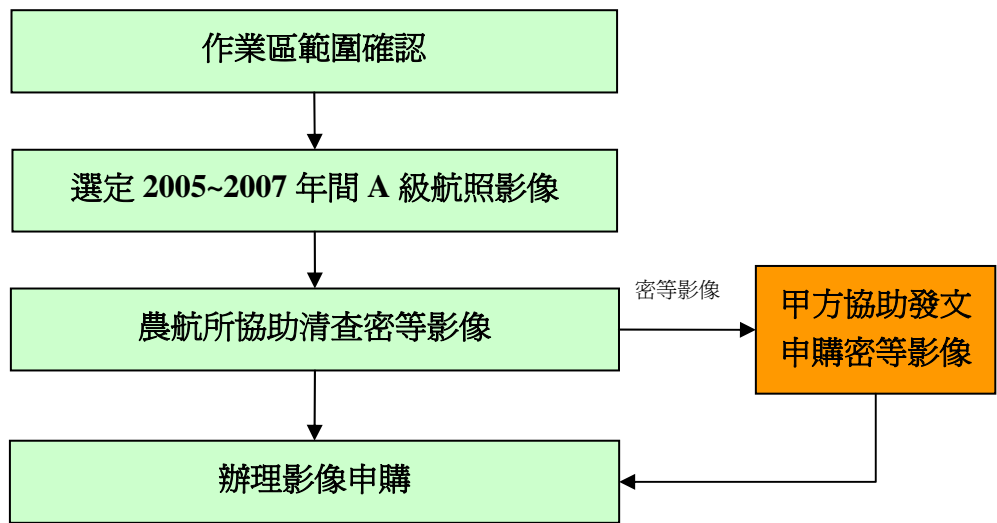 作業區範圍確認
選定 2005~2007 年間 A 級航照影像
農航所協助清查密等影像
密等影像
甲方協助發文
申購密等影像
辦理影像申購